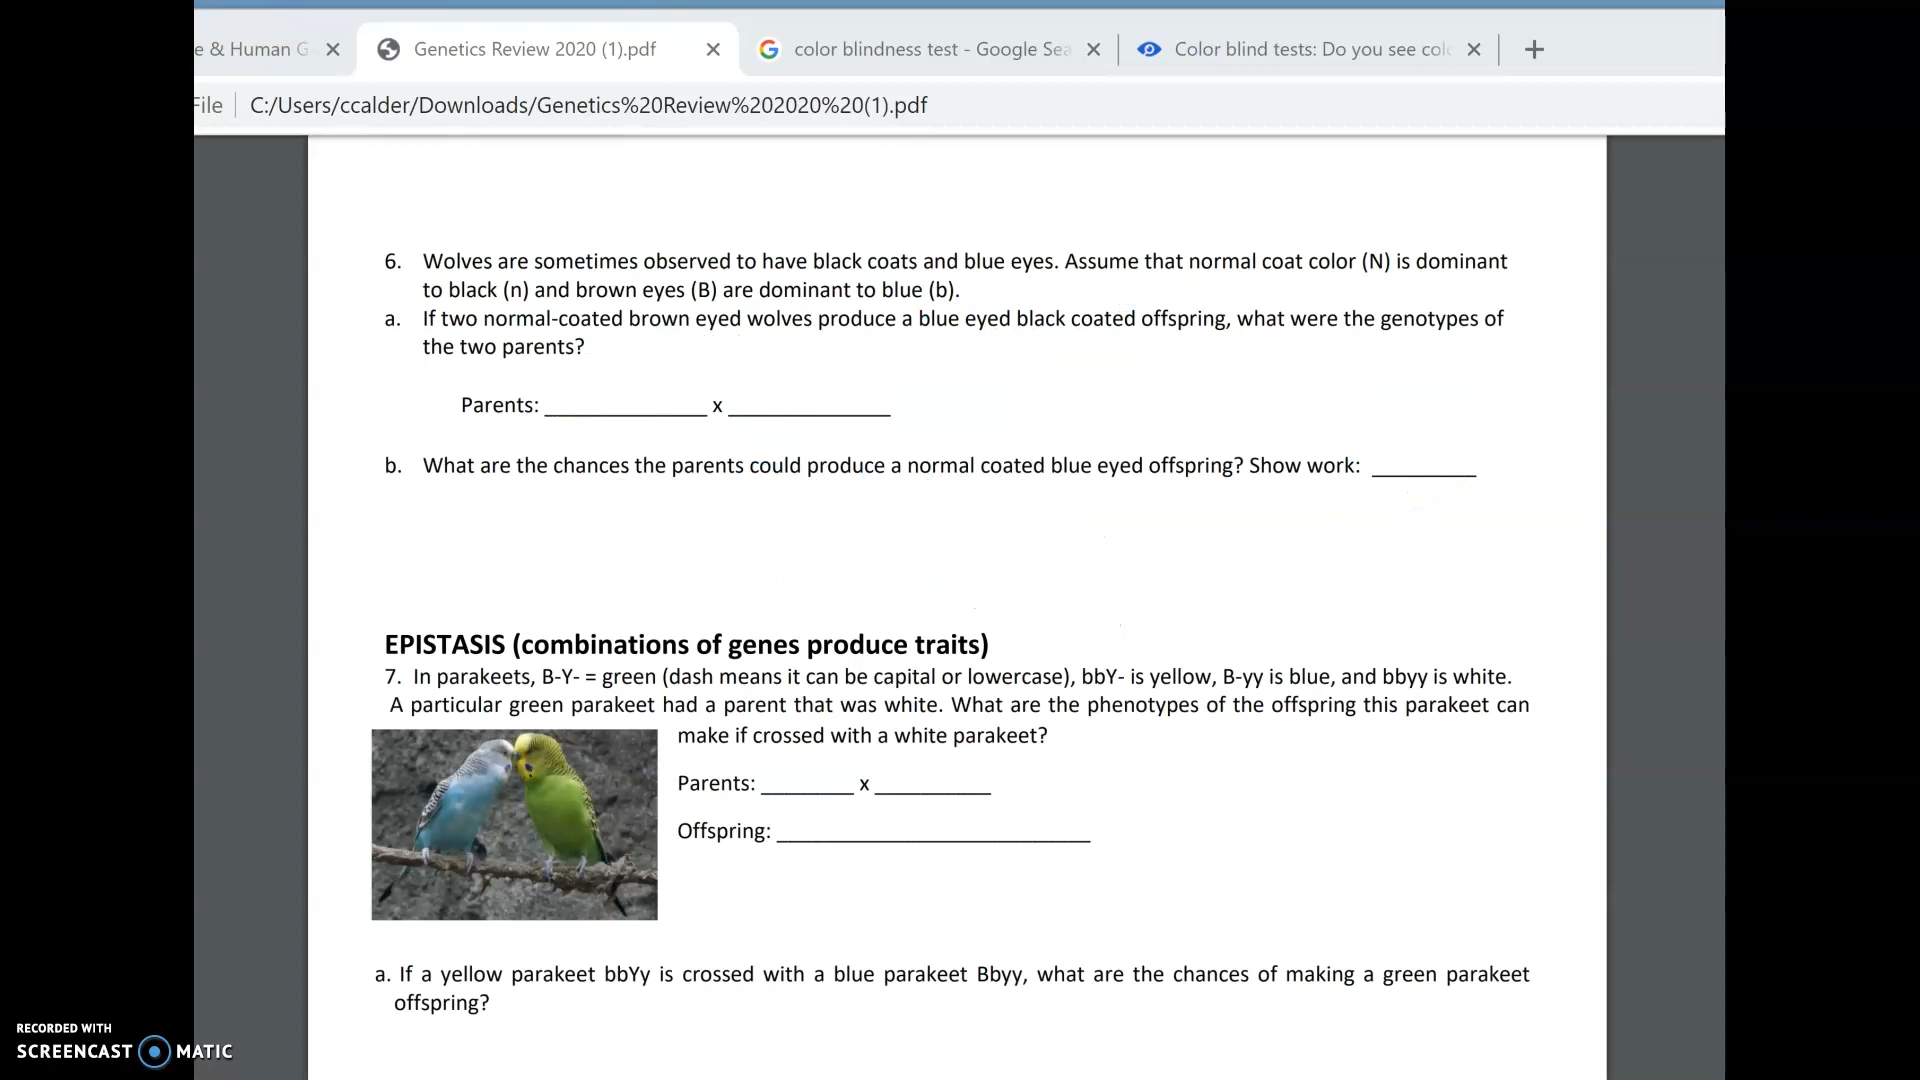 e & Human G
Genetics Review 2020 (1).pdf
color blindness test - Google Sea
Color blind tests: Do you see colo
File
C:/Users/ccalder/Downloads/Genetics%20Review%202020%20(1).pdf
6. Wolves are sometimes observed to have black coats and blue eyes. Assume that normal coat color (N) is dominant
to black (n) and brown eyes (B) are dominant to blue (b).
a. If two normal-coated brown eyed wolves produce a blue eyed black coated offspring, what were the genotypes of
the two parents?
Parents: ______________ x ______________
b. What are the chances the parents could produce a normal coated blue eyed offspring? Show work: _________
EPISTASIS (combinations of genes produce traits)
7. In parakeets, B-Y- = green (dash means it can be capital or lowercase), bbY- is yellow, B-yy is blue, and bbyy is white.
A particular green parakeet had a parent that was white. What are the phenotypes of the offspring this parakeet can
make if crossed with a white parakeet?
Parents: ________ x __________
Offspring: ___________________________
a. If a yellow parakeet bbYy is crossed with a blue parakeet Bbyy, what are the chances of making a green parakeet
offspring?
RECORDED WITH
SCREENCAST MATIC